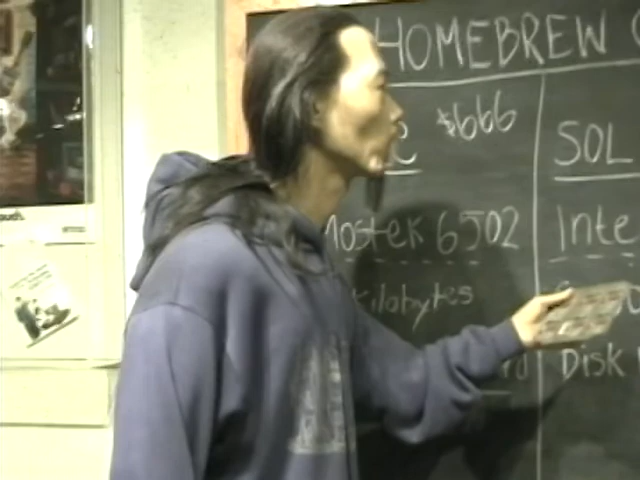 HOMEBREW
$666
SOL
Mostek 6502
Inte
Kilobytes
Disk